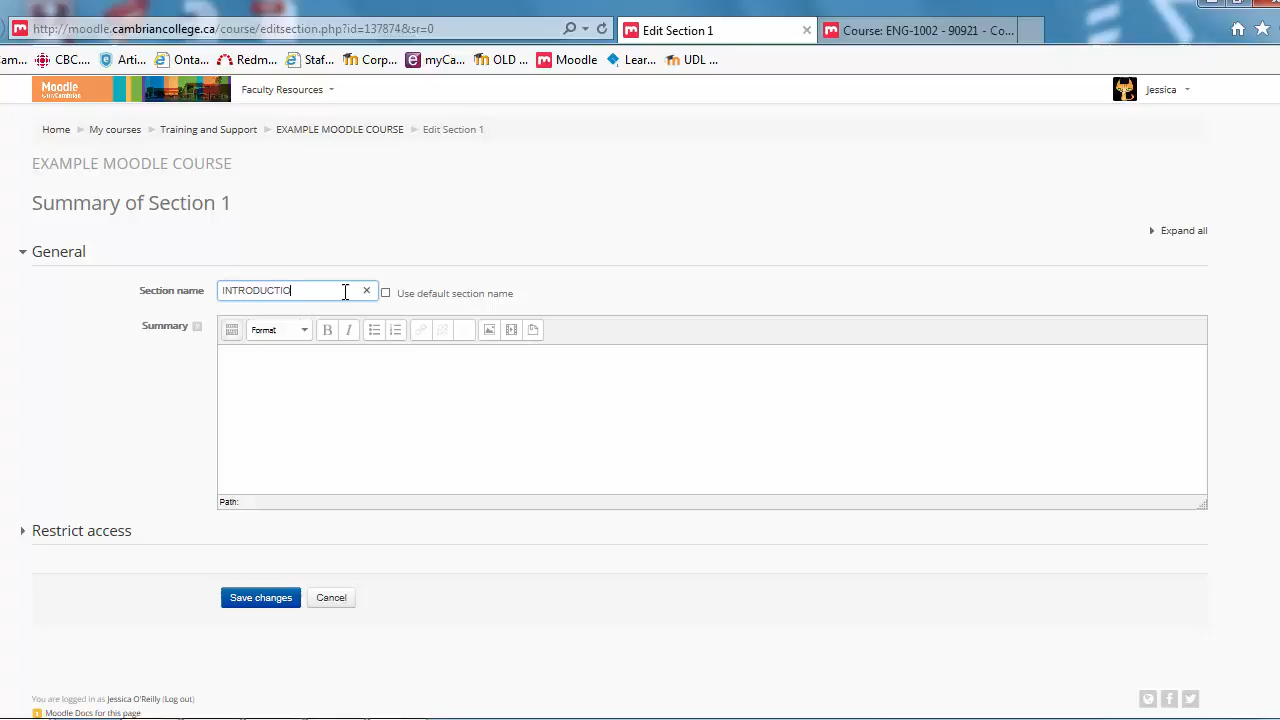 http://moodle.cambriancollege.ca/course/editsection.php?id=137874&sr=0
Edit Section 1
Course: ENG-1002 - 90921 - Co...
am... CBC.... Arti... Onta... Redm... Staf... Corp... myCa... OLD ... Moodle Lear... UDL ...
Moodle Faculty Resources Jessica
Home My courses Training and Support EXAMPLE MOODLE COURSE Edit Section 1
EXAMPLE MOODLE COURSE
Summary of Section 1
Expand all
General
Section name INTRODUCTIO Use default section name
Summary Format B I
Path:
Restrict access
Save changes Cancel
You are logged in as Jessica O'Reilly (Log out)
Moodle Docs for this page